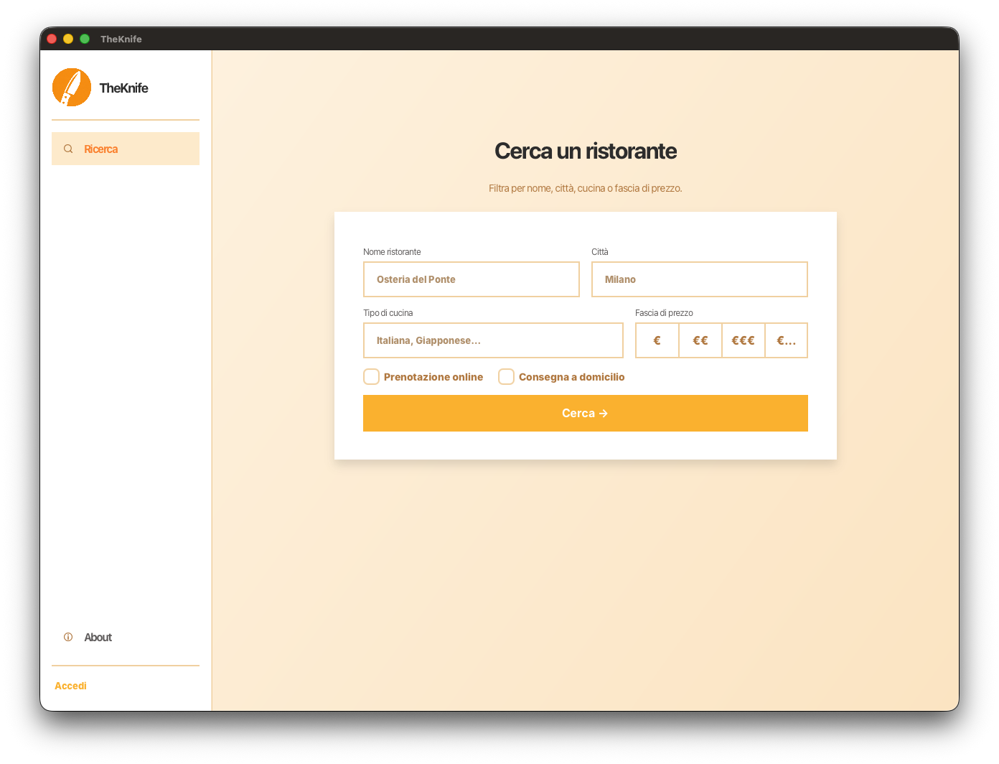 TheKnife
TheKnife
Ricerca
Cerca un ristorante
Filtra per nome, città, cucina o fascia di prezzo.
Nome ristorante Città
Osteria del Ponte Milano
Tipo di cucina Fascia di prezzo
Italiana, Giapponese... € €€ €€€ €...
Prenotazione online Consegna a domicilio
Cerca →
About
Accedi